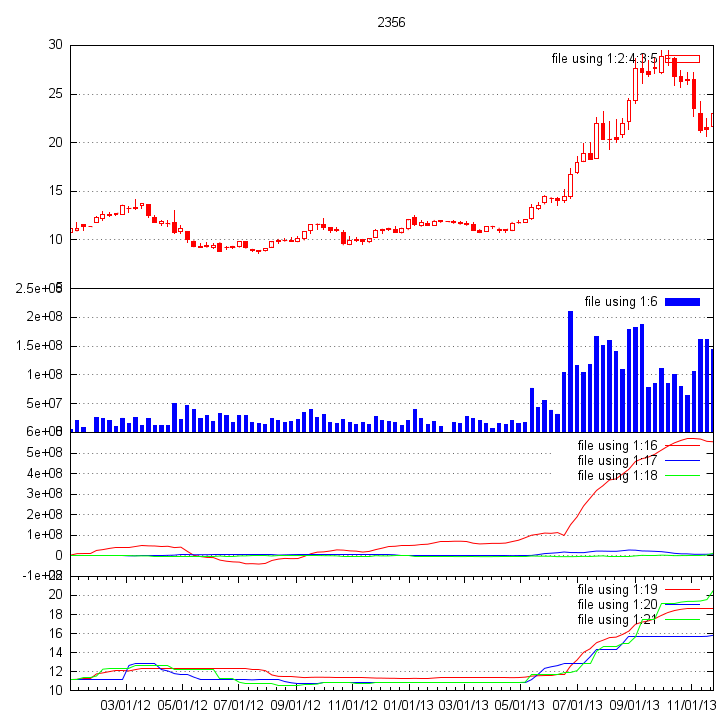 2356
30
file using 1:2:4:3:5
25
20
15
10
5
2.5e+08
file using 1:6
2e+08
1.5e+08
1e+08
5e+07
0
6e+08
file using 1:16
5e+08
file using 1:17
4e+08
file using 1:18
3e+08
2e+08
1e+08
0
-1e+08
22
20
file using 1:19
file using 1:20
18
file using 1:21
16
14
12
10
03/01/12 05/01/12 07/01/12 09/01/12 11/01/12 01/01/13 03/01/13 05/01/13 07/01/13 09/01/13 11/01/13